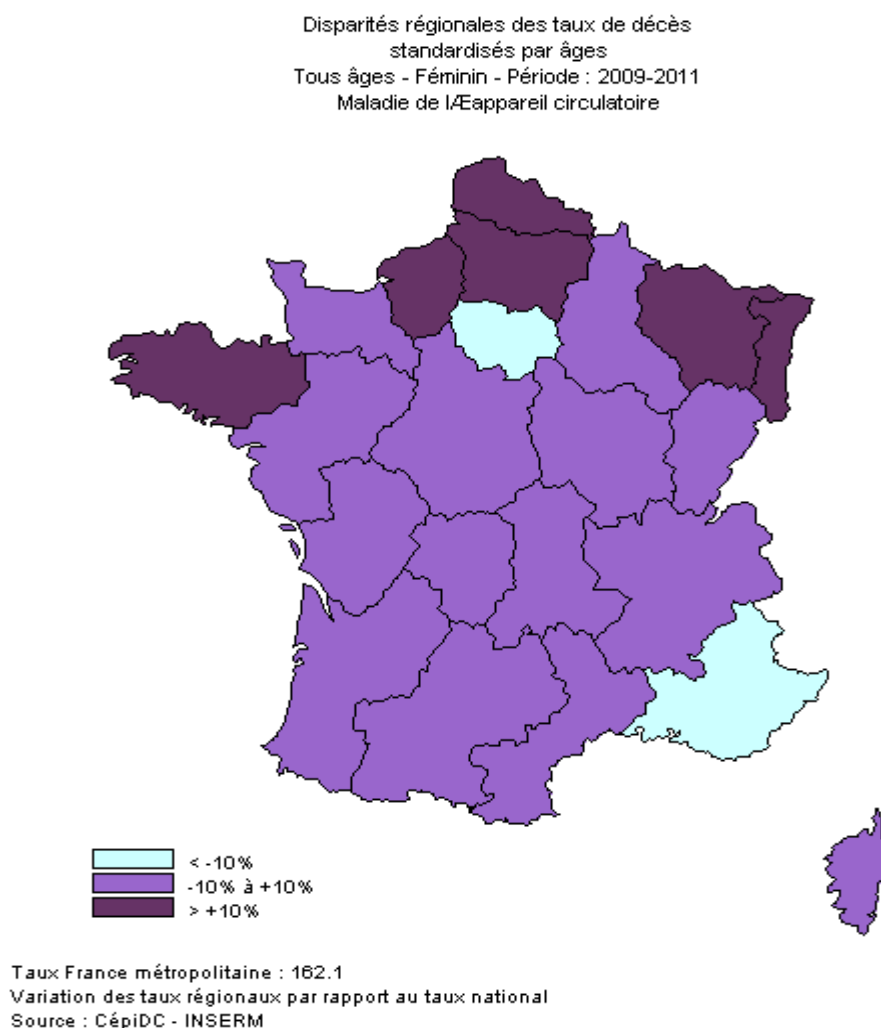 Disparités régionales des taux de décès
standardisés par âges
Tous âges - Féminin - Période : 2009-2011
Maladie de lÆappareil circulatoire
< -10%
-10% à +10%
> +10%
Taux France métropolitaine : 162.1
Variation des taux régionaux par rapport au taux national
Source : CépiDC - INSERM